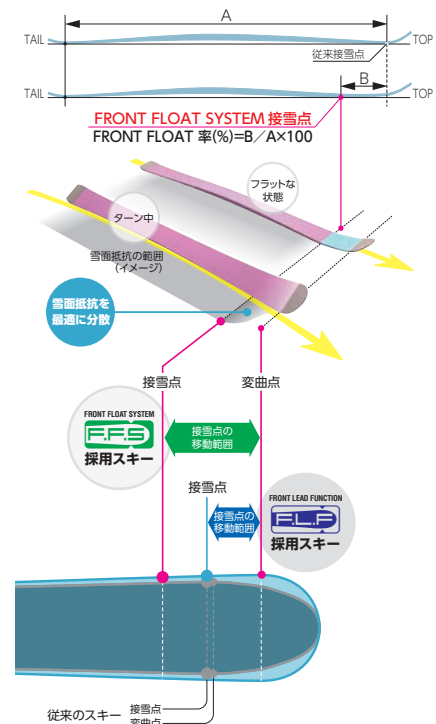 A
TAIL
TOP
従来接雪点
B
TAIL
TOP
FRONT FLOAT SYSTEM 接雪点
FRONT FLOAT 率(%)=B/A×100
フラットな
状態
ターン中
雪面抵抗の範囲
(イメージ)
雪面抵抗を
最適に分散
接雪点
変曲点
FRONT FLOAT SYSTEM
F.F.S
採用スキー
接雪点の
移動範囲
接雪点
FRONT LEAD FUNCTION
F.L.F
採用スキー
接雪点の
移動範囲
従来のスキー
接雪点
変曲点